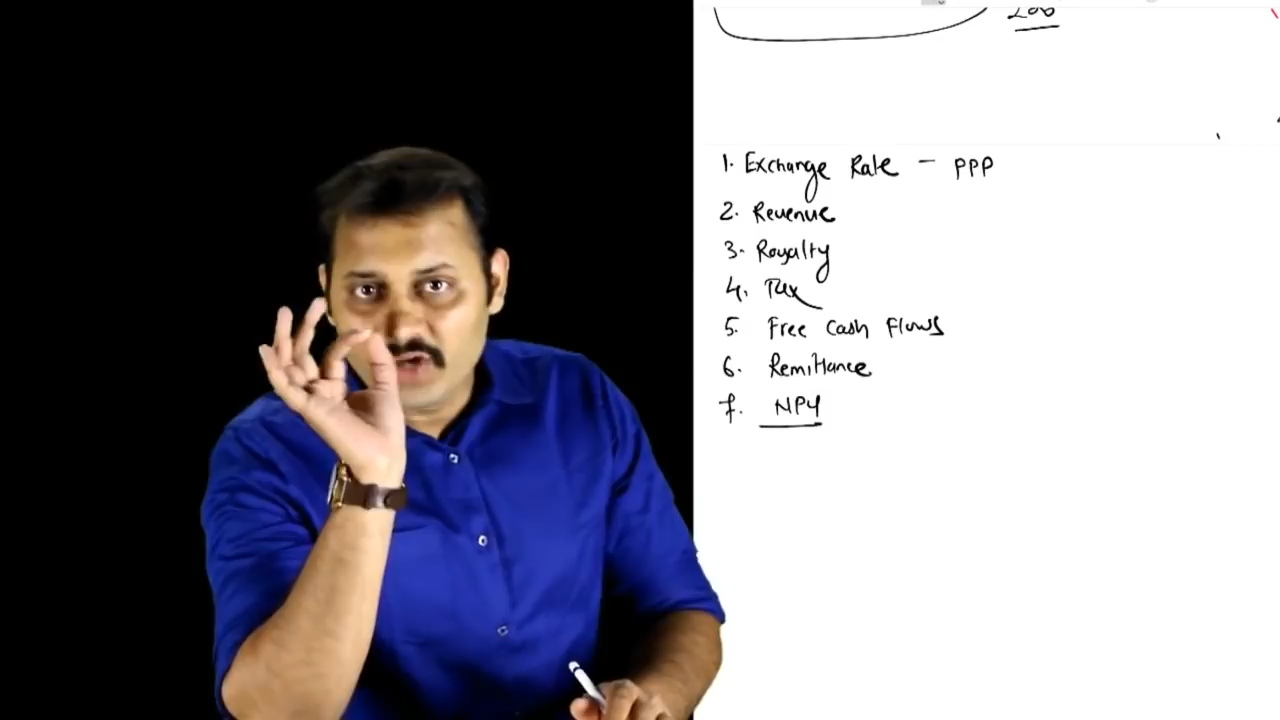 1. Exchange Rate - PPP
2. Revenue
3. Royalty
4. Tax
5. Free Cash Flows
6. Remittance
7. NPV